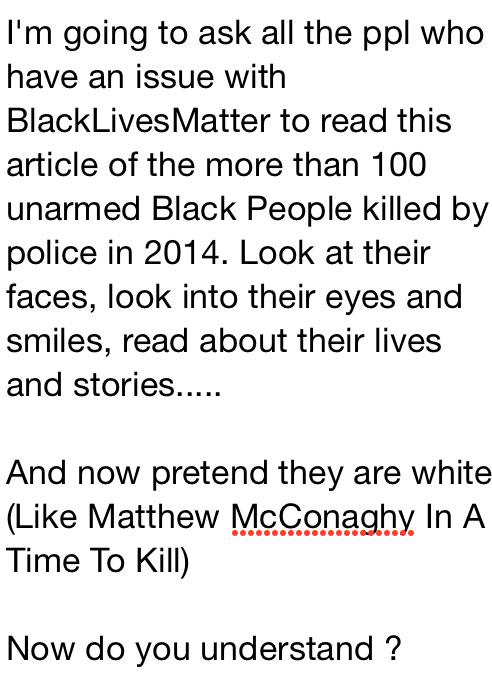 I'm going to ask all the ppl who
have an issue with
BlackLivesMatter to read this
article of the more than 100
unarmed Black People killed by
police in 2014. Look at their
faces, look into their eyes and
smiles, read about their lives
and stories.....

And now pretend they are white
(Like Matthew McConaghy In A
Time To Kill)

Now do you understand ?